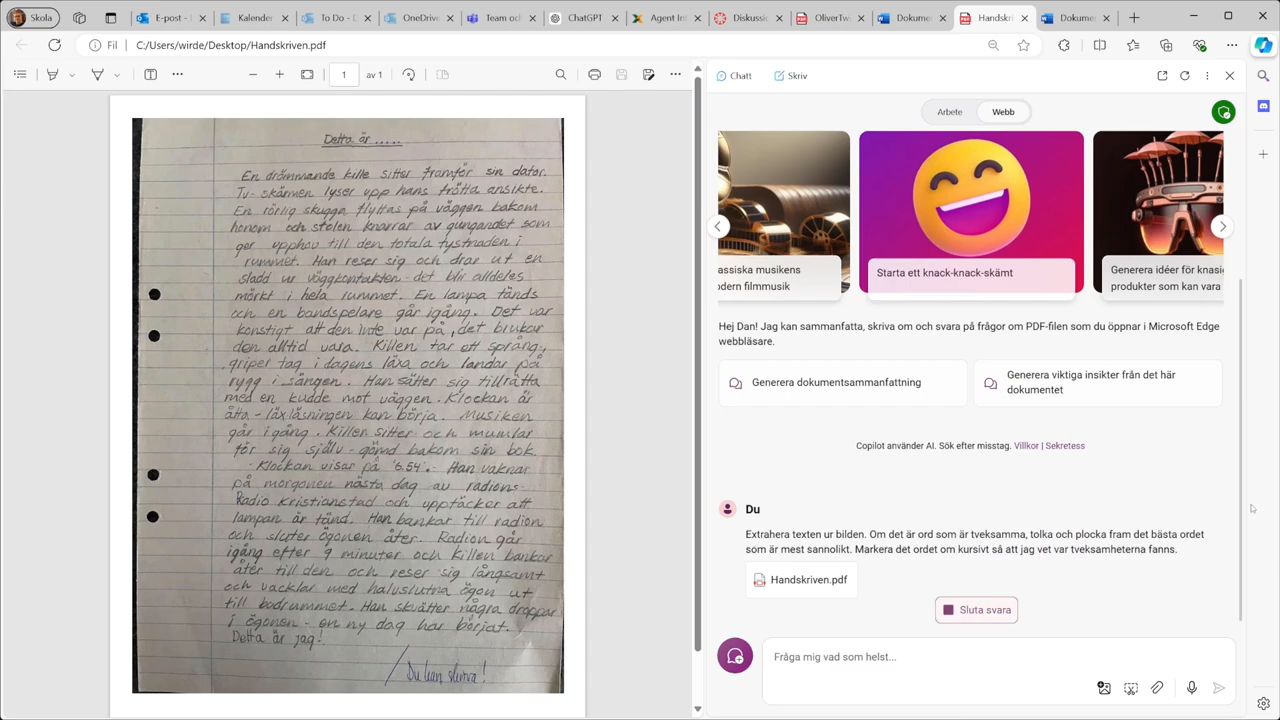 Skola
E-post - D
Kalender
To Do - D
OneDrive
Team och
ChatGPT
Agent In
Diskussio
OliverTw
Dokume
Handskri
Dokume
Fil
C:/Users/wirde/Desktop/Handskriven.pdf
1 av 1
Chatt
Skriv
Arbete
Webb
Detta är .....
En drömmande kille sitter framför sin dator.
Tv-skärmen lyser upp hans trötta ansikte.
En rörlig skugga flyttas på väggen bakom
honom och stolen knarrar av gungandet som
ger upphov till den totala tystnaden i
rummet. Han reser sig och drar ut en
sladd ur väggkontakten - det blir alldeles
mörkt i hela rummet. En lampa tänds
och en bandspelare går igång. Det var
konstigt att den inte var på, det brukar
den alltid vara. Killen tar ett språng,
griper tag i dagens läxa och landar på
rygg i sängen. Han sätter sig tillrätta
med en kudde mot väggen. Klockan är
åtta - läxläsningen kan börja. Musiken
går igång. Killen sitter och mumlar
för sig själv - gömd bakom sin bok.
- Klockan visar på "6.54". Han vaknar
på morgonen nästa dag av radions
Radio Kristianstad och upptäcker att
lampan är tänd. Han bankar till radion
och sluter ögonen åter. Radion går
igång efter 9 minuter och killen bankar
åter till den och reser sig långsamt
och vacklar med halvslutna ögon ut
till badrummet. Han skvätter några droppar
i ögonen - en ny dag har börjat.
Detta är jag!
/ Du kan skriva!
lassiska musikens
dern filmmusik
Starta ett knack-knack-skämt
Generera idéer för knasig
produkter som kan vara
Hej Dan! Jag kan sammanfatta, skriva om och svara på frågor om PDF-filen som du öppnar i Microsoft Edge
webbläsare.
Generera dokumentsammanfattning
Generera viktiga insikter från det här
dokumentet
Copilot använder AI. Sök efter misstag. Villkor | Sekretess
Du
Extrahera texten ur bilden. Om det är ord som är tveksamma, tolka och plocka fram det bästa ordet
som är mest sannolikt. Markera det ordet om kursivt så att jag vet var tveksamheterna fanns.
Handskriven.pdf
Sluta svara
Fråga mig vad som helst...